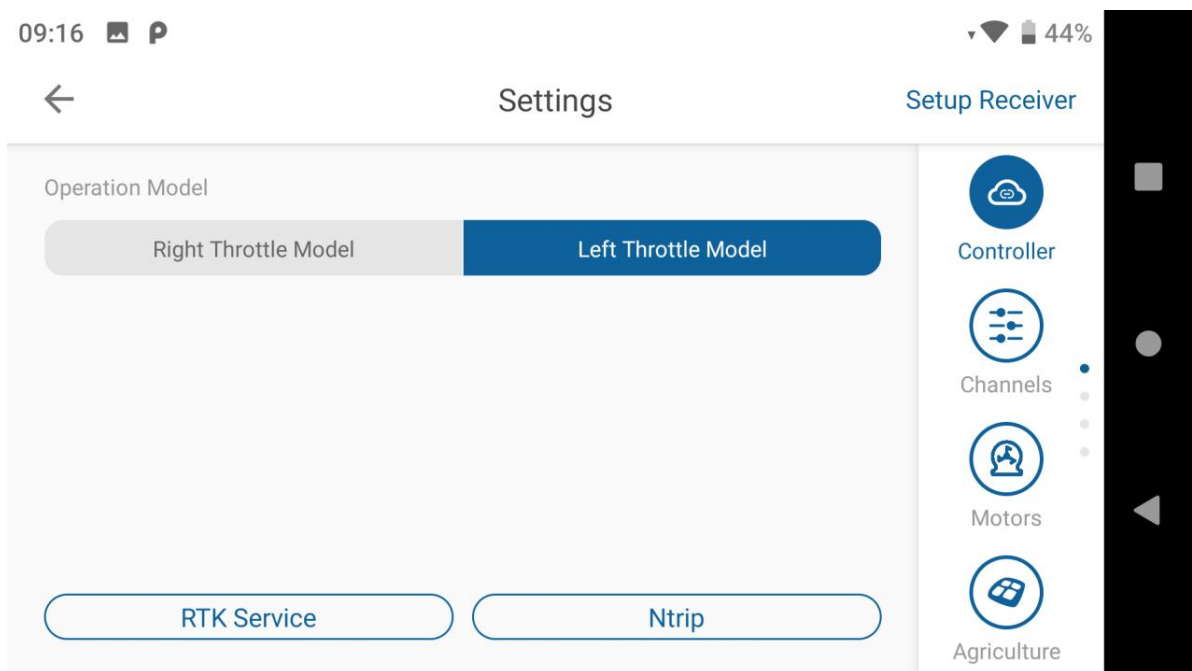 09:16
44%
Settings
Setup Receiver
Operation Model
Right Throttle Model
Left Throttle Model
Controller
Channels
Motors
RTK Service
Ntrip
Agriculture